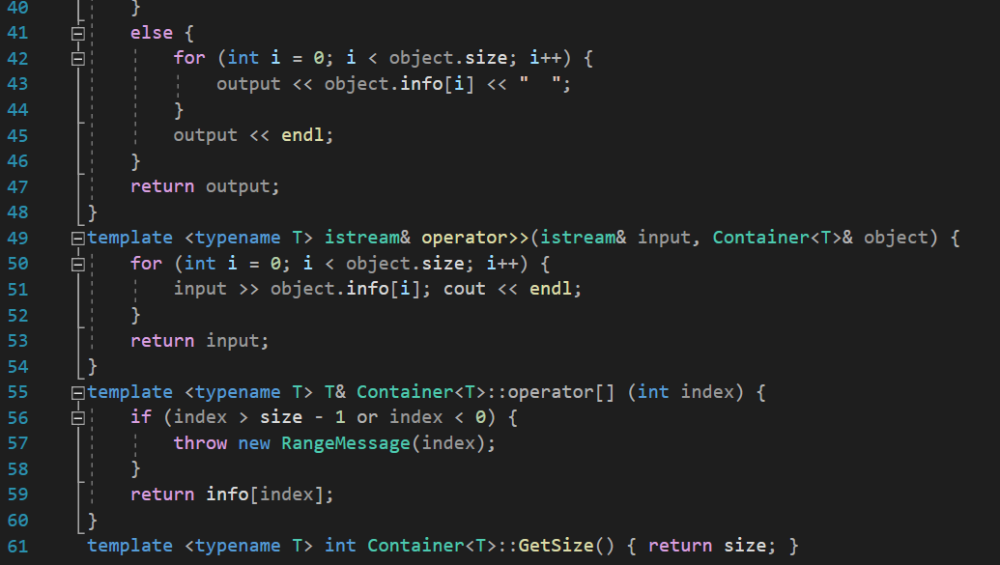 40 }
41 else {
42 for (int i = 0; i < object.size; i++) {
43 output << object.info[i] << "  ";
44 }
45 output << endl;
46 }
47 return output;
48 }
49 template <typename T> istream& operator>>(istream& input, Container<T>& object) {
50 for (int i = 0; i < object.size; i++) {
51 input >> object.info[i]; cout << endl;
52 }
53 return input;
54 }
55 template <typename T> T& Container<T>::operator[] (int index) {
56 if (index > size - 1 or index < 0) {
57 throw new RangeMessage(index);
58 }
59 return info[index];
60 }
61 template <typename T> int Container<T>::GetSize() { return size; }